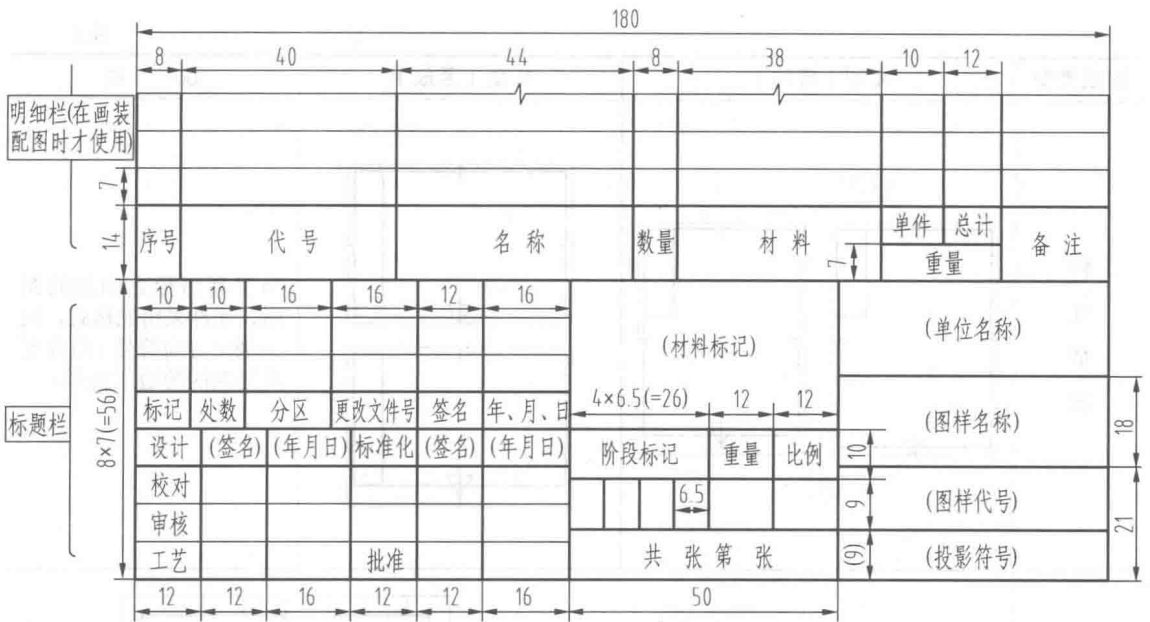 180
8 40 44 8 38 10 12
明细栏(在画装
配图时才使用)
7
14
序号 代号 名称 数量 材料 单件 总计 备注
7
重量
10 10 16 16 12 16
(材料标记)
(单位名称)
标题栏
8×7(=56)
4×6.5(=26) 12 12
标记 处数 分区 更改文件号 签名 年、月、日
(图样名称)
18
设计 (签名) (年月日) 标准化 (签名) (年月日)
阶段标记 重量 比例
10
校对
6.5
9
(图样代号)
21
审核
工艺 批准
共 张 第 张
(9)
(投影符号)
12 12 16 12 12 16 50